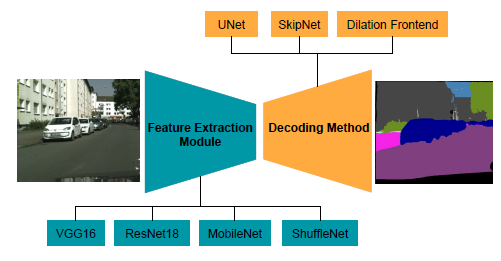 UNet
SkipNet
Dilation Frontend
Feature Extraction
Module
Decoding Method
VGG16
ResNet18
MobileNet
ShuffleNet